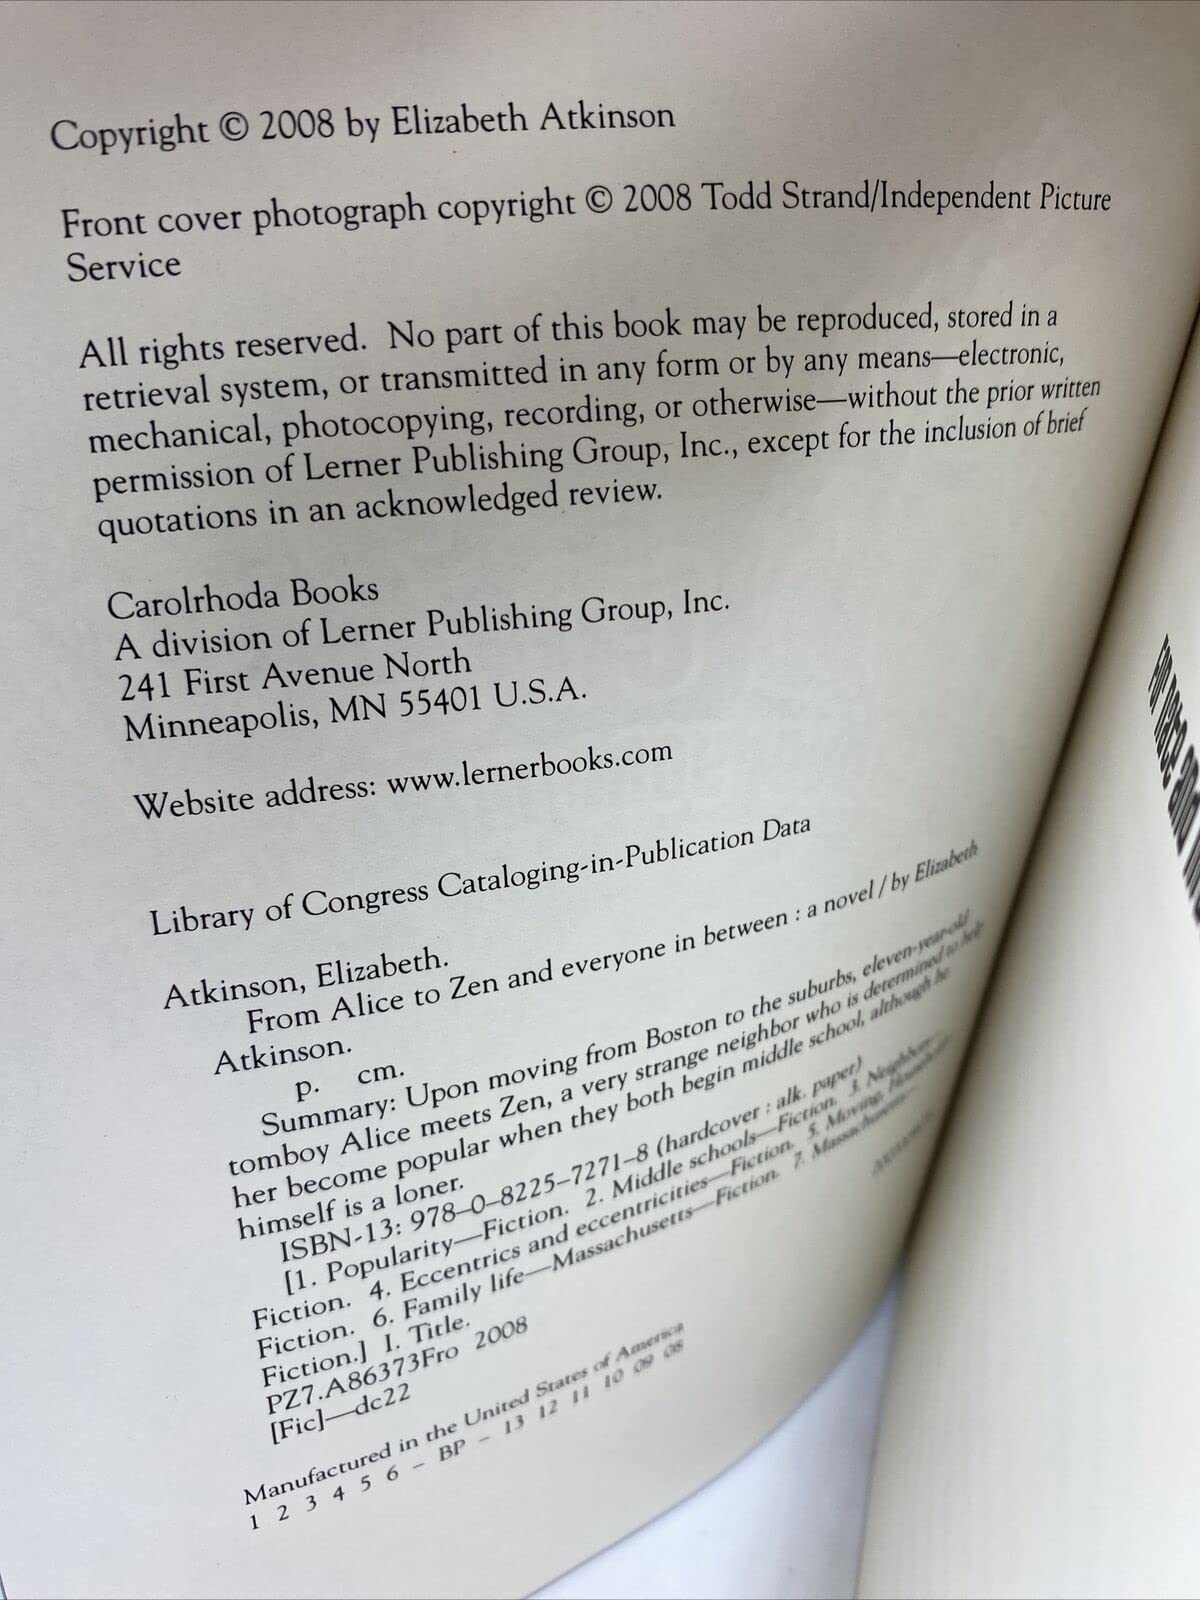 Copyright © 2008 by Elizabeth Atkinson
Front cover photograph copyright © 2008 Todd Strand/Independent Picture
Service
All rights reserved. No part of this book may be reproduced, stored in a
retrieval system, or transmitted in any form or by any means—electronic,
mechanical, photocopying, recording, or otherwise—without the prior written
permission of Lerner Publishing Group, Inc., except for the inclusion of brief
quotations in an acknowledged review.
Carolrhoda Books
A division of Lerner Publishing Group, Inc.
241 First Avenue North
Minneapolis, MN 55401 U.S.A.
Website address: www.lernerbooks.com
Library of Congress Cataloging-in-Publication Data
Atkinson, Elizabeth.
From Alice to Zen and everyone in between : a novel / by Elizabeth
Atkinson.
p. cm.
Summary: Upon moving from Boston to the suburbs, eleven-year-old
tomboy Alice meets Zen, a very strange neighbor who is determined to help
her become popular when they both begin middle school, although he
himself is a loner.
ISBN-13: 978–0–8225–7271–8 (hardcover : alk. paper)
[1. Popularity—Fiction. 2. Middle schools—Fiction. 3.
Fiction. 4. Eccentrics and eccentricities—Fiction. 5. Moving,
Fiction. 6. Family life—Massachusetts—Fiction. 7. Massachusetts—
Fiction.] I. Title.
PZ7.A86373Fro 2008
[Fic]—dc22
Manufactured in the United States of America
1 2 3 4 5 6 – BP – 13 12 11 10 09 08
and